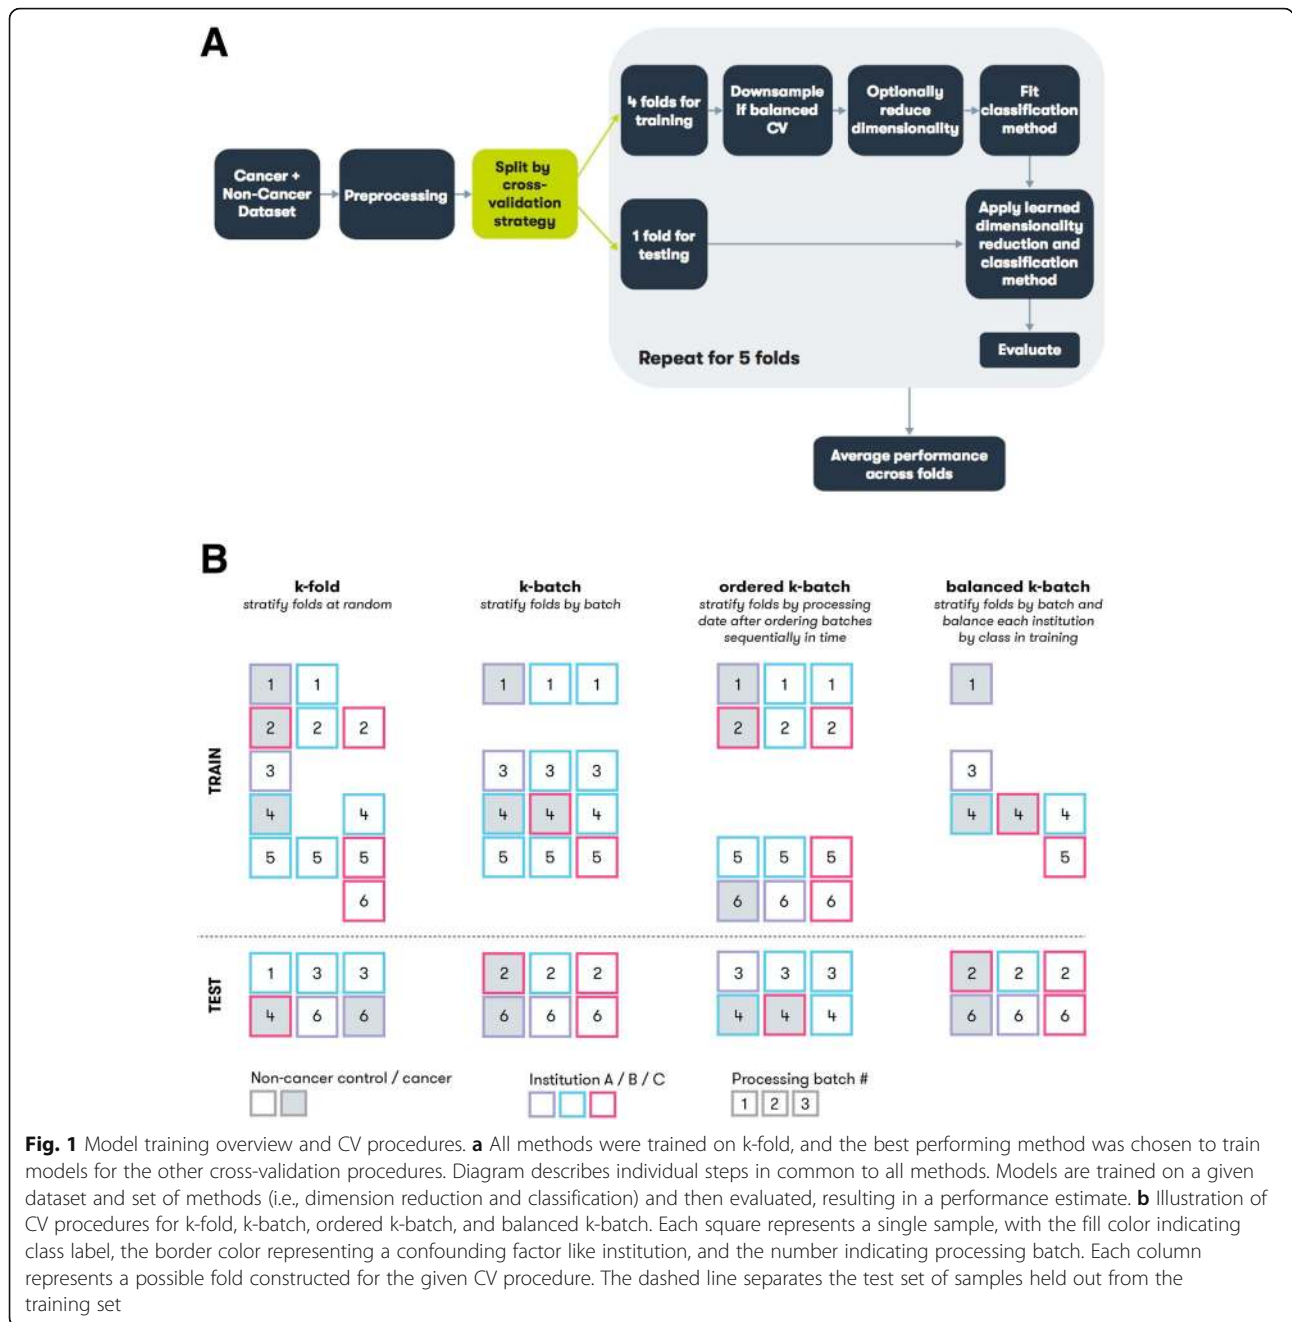 A
Cancer +
Non-Cancer
Dataset
Preprocessing
Split by
cross-
validation
strategy
4 folds for
training
Downsample
if balanced
CV
Optionally
reduce
dimensionality
Fit
classification
method
1 fold for
testing
Apply learned
dimensionality
reduction and
classification
method
Evaluate
Repeat for 5 folds
Average performance
across folds
B
k-fold
stratify folds at random
k-batch
stratify folds by batch
ordered k-batch
stratify folds by processing
date after ordering batches
sequentially in time
balanced k-batch
stratify folds by batch and
balance each institution
by class in training
TRAIN
1 1
2 2 2
3
4 4
5 5 5
6
1 1 1
3 3 3
4 4 4
5 5 5
1 1 1
2 2 2
5 5 5
6 6 6
1
3
4 4 4
5
TEST
1 3 3
4 6 6
2 2 2
6 6 6
3 3 3
4 4 4
2 2 2
6 6 6
Non-cancer control / cancer
Institution A / B / C
Processing batch #
1 2 3
Fig. 1 Model training overview and CV procedures. a All methods were trained on k-fold, and the best performing method was chosen to train
models for the other cross-validation procedures. Diagram describes individual steps in common to all methods. Models are trained on a given
dataset and set of methods (i.e., dimension reduction and classification) and then evaluated, resulting in a performance estimate. b Illustration of
CV procedures for k-fold, k-batch, ordered k-batch, and balanced k-batch. Each square represents a single sample, with the fill color indicating
class label, the border color representing a confounding factor like institution, and the number indicating processing batch. Each column
represents a possible fold constructed for the given CV procedure. The dashed line separates the test set of samples held out from the
training set